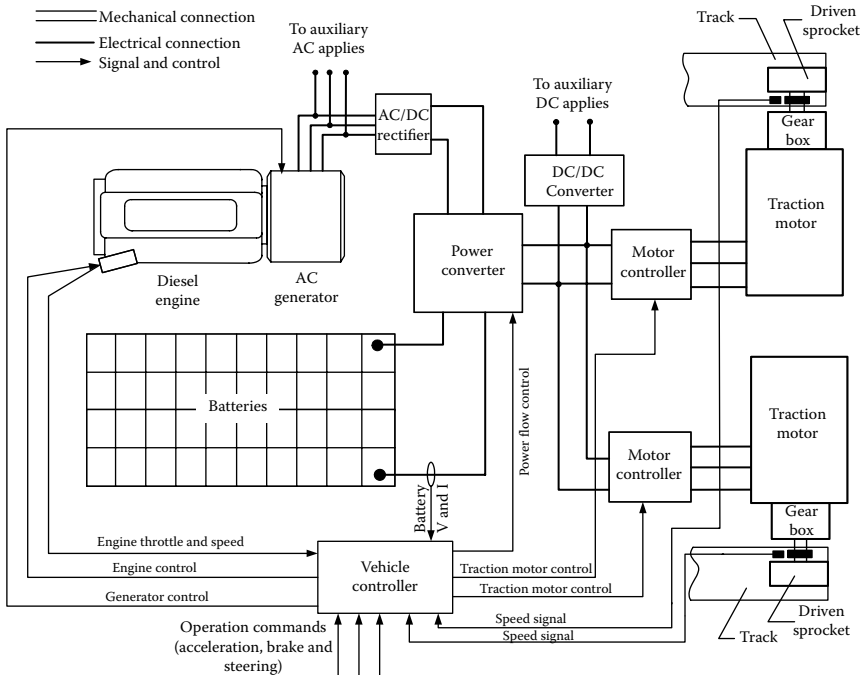 Mechanical connection
Electrical connection
Signal and control
To auxiliary
AC applies
AC/DC
rectifier
To auxiliary
DC applies
DC/DC
Converter
Track
Driven
sprocket
Gear
box
Traction
motor
Power
converter
Motor
controller
Diesel
engine
AC
generator
Batteries
Power flow control
Battery
V and I
Motor
controller
Traction
motor
Gear
box
Engine throttle and speed
Engine control
Generator control
Vehicle
controller
Traction motor control
Traction motor control
Speed signal
Speed signal
Operation commands
(acceleration, brake and
steering)
Track
Driven
sprocket